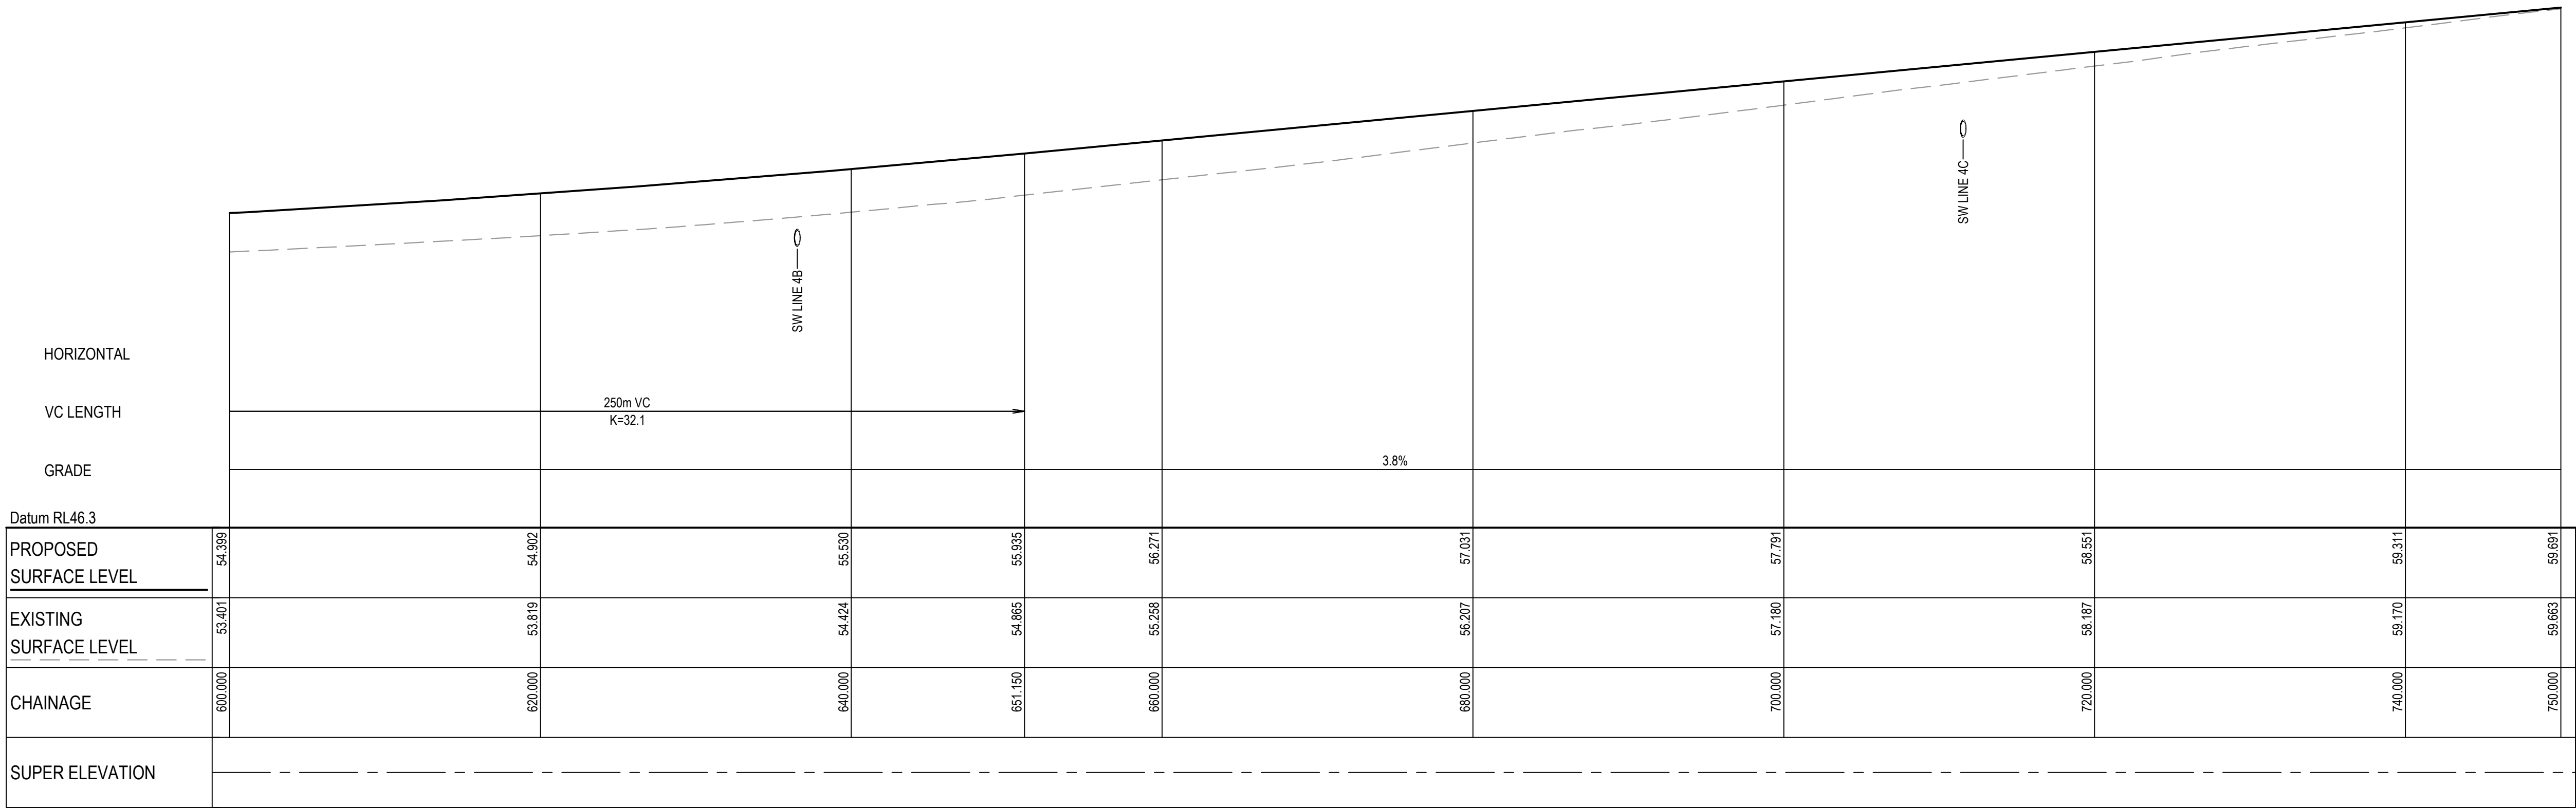 SW LINE 4B
SW LINE 4C
HORIZONTAL
VC LENGTH
250m VC
K=32.1
GRADE
3.8%
Datum RL46.3
PROPOSED
SURFACE LEVEL
54.399 54.902 55.530 55.935 56.271 57.031 57.791 58.551 59.311 59.691
EXISTING
SURFACE LEVEL
53.401 53.819 54.424 54.865 55.258 56.207 57.180 58.187 59.170 59.663
CHAINAGE
600.000 620.000 640.000 651.150 660.000 680.000 700.000 720.000 740.000 750.000
SUPER ELEVATION